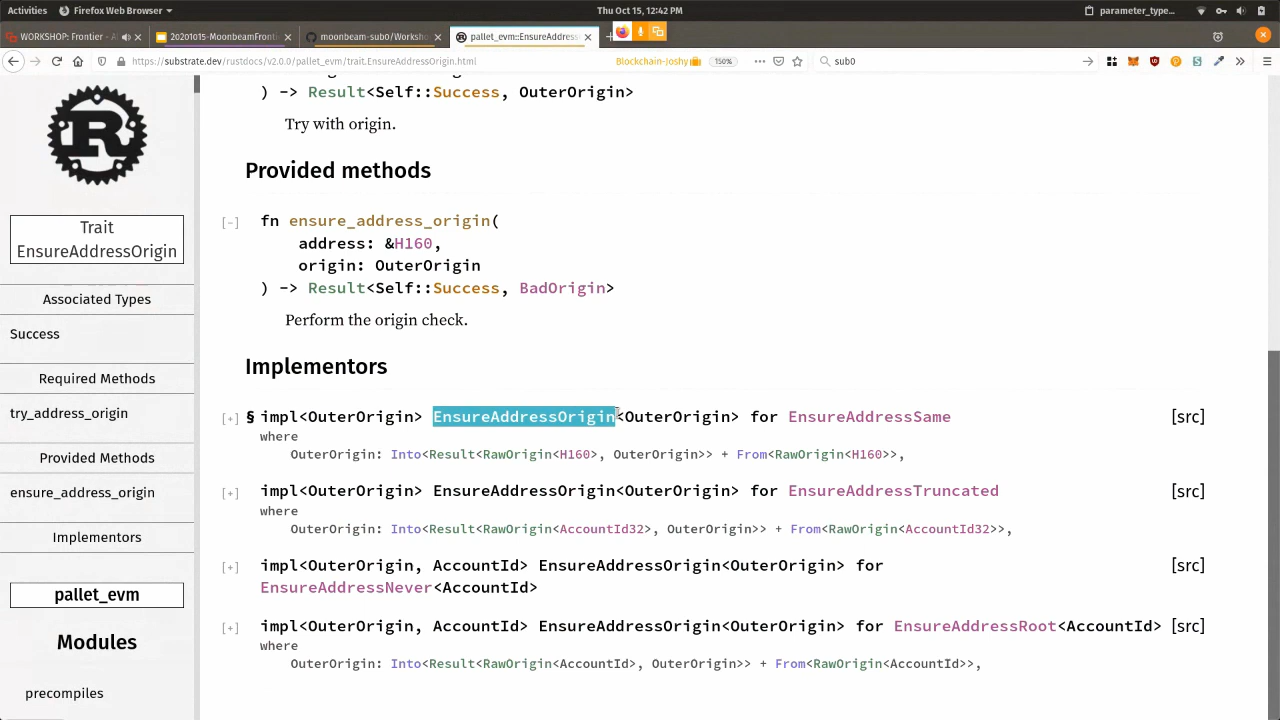 Activities
Firefox Web Browser
Thu Oct 15, 12:42 PM
parameter_type…
WORKSHOP: Frontier - A
20201015-MoonbeamFronti
moonbeam-sub0/Worksho
pallet_evm::EnsureAddress
https://substrate.dev/rustdocs/v2.0.0/pallet_evm/trait.EnsureAddressOrigin.html
Blockchain-Joshy
150%
sub0
) -> Result<Self::Success, OuterOrigin>
Try with origin.
Provided methods
[-]
fn ensure_address_origin(
address: &H160,
origin: OuterOrigin
) -> Result<Self::Success, BadOrigin>
Perform the origin check.
Implementors
[+] § impl<OuterOrigin> EnsureAddressOrigin<OuterOrigin> for EnsureAddressSame [src]
where
OuterOrigin: Into<Result<RawOrigin<H160>, OuterOrigin>> + From<RawOrigin<H160>>,
[+] impl<OuterOrigin> EnsureAddressOrigin<OuterOrigin> for EnsureAddressTruncated [src]
where
OuterOrigin: Into<Result<RawOrigin<AccountId32>, OuterOrigin>> + From<RawOrigin<AccountId32>>,
[+] impl<OuterOrigin, AccountId> EnsureAddressOrigin<OuterOrigin> for [src]
EnsureAddressNever<AccountId>
[+] impl<OuterOrigin, AccountId> EnsureAddressOrigin<OuterOrigin> for EnsureAddressRoot<AccountId> [src]
where
OuterOrigin: Into<Result<RawOrigin<AccountId>, OuterOrigin>> + From<RawOrigin<AccountId>>,
R
Trait
EnsureAddressOrigin
Associated Types
Success
Required Methods
try_address_origin
Provided Methods
ensure_address_origin
Implementors
pallet_evm
Modules
precompiles